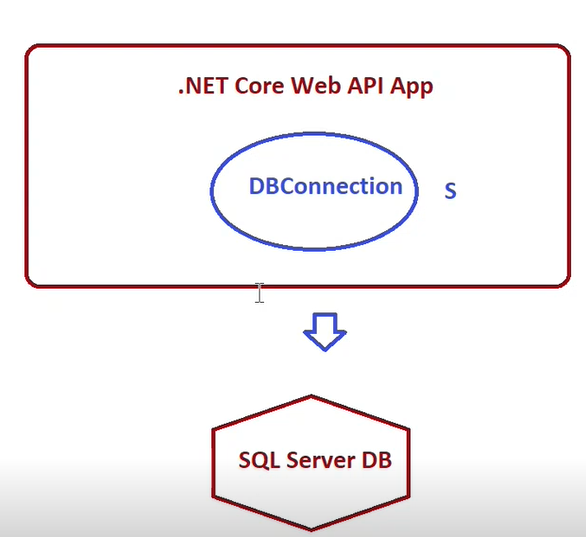 .NET Core Web API App
DBConnection S
SQL Server DB